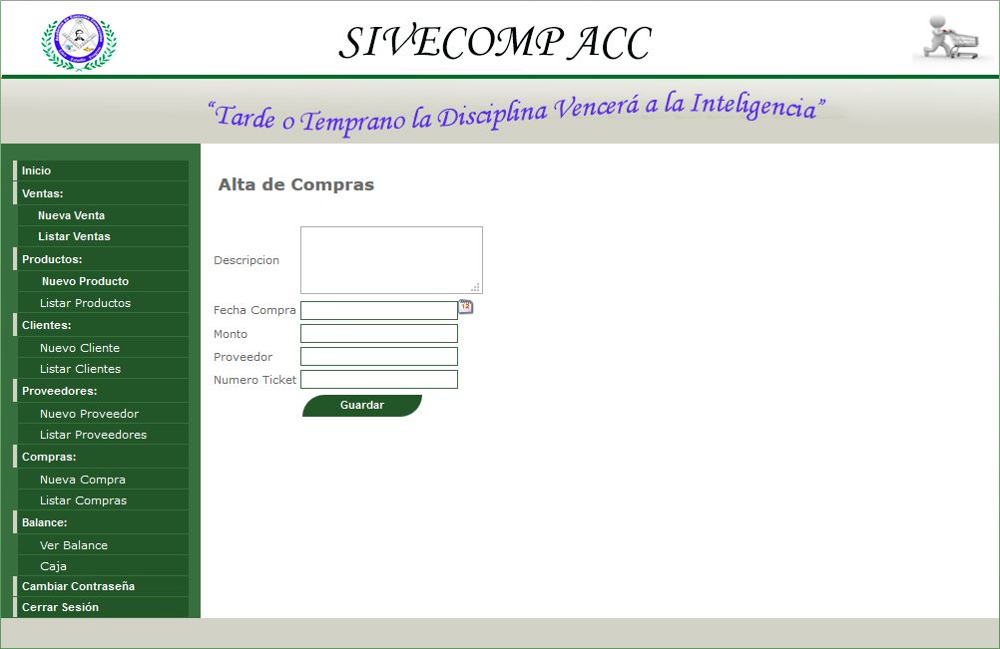 SIVECOMP ACC
“Tarde o Temprano la Disciplina Vencerá a la Inteligencia”
Inicio
Ventas:
Nueva Venta
Listar Ventas
Productos:
Nuevo Producto
Listar Productos
Clientes:
Nuevo Cliente
Listar Clientes
Proveedores:
Nuevo Proveedor
Listar Proveedores
Compras:
Nueva Compra
Listar Compras
Balance:
Ver Balance
Caja
Cambiar Contraseña
Cerrar Sesión
Alta de Compras
Descripcion
Fecha Compra
12
Monto
Proveedor
Numero Ticket
Guardar